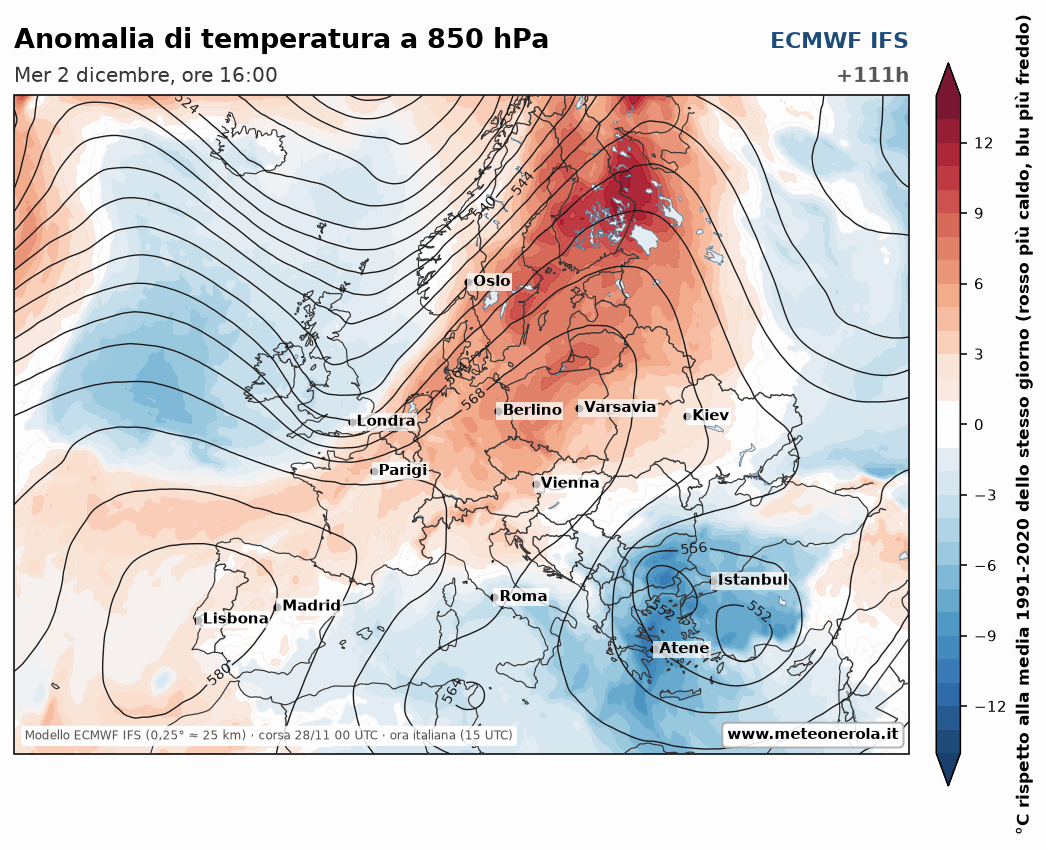 Anomalia di temperatura a 850 hPa
ECMWF IFS
Mer 2 dicembre, ore 16:00
+111h
524
544
540
Oslo
568
Londra
Berlino
Varsavia
Kiev
Parigi
Vienna
556
Istanbul
Roma
Madrid
Lisbona
552
552
Atene
580
564
Modello ECMWF IFS (0,25° ≈ 25 km) · corsa 28/11 00 UTC · ora italiana (15 UTC)
www.meteonerola.it
12
9
6
3
0
−3
−6
−9
−12
°C rispetto alla media 1991-2020 dello stesso giorno (rosso più caldo, blu più freddo)